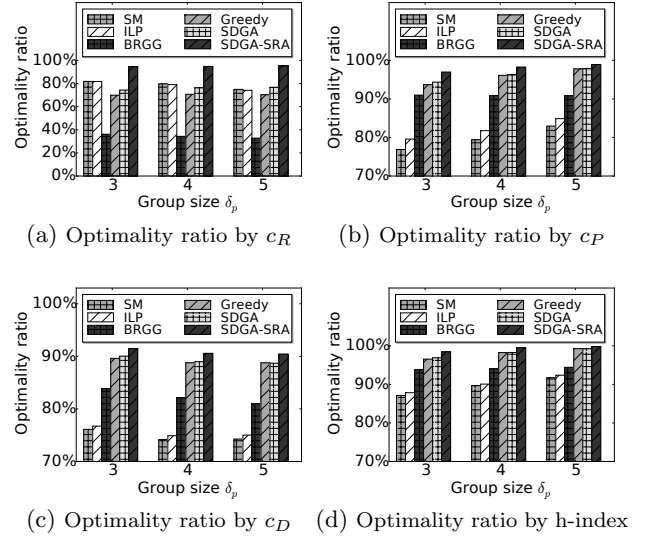 SM Greedy
ILP SDGA
BRGG SDGA-SRA
Optimality ratio
100%
80%
60%
40%
20%
0%
3 4 5
Group size δp
(a) Optimality ratio by cR
SM Greedy
ILP SDGA
BRGG SDGA-SRA
Optimality ratio
100%
90%
80%
70%
3 4 5
Group size δp
(b) Optimality ratio by cP
SM Greedy
ILP SDGA
BRGG SDGA-SRA
Optimality ratio
100%
90%
80%
70%
3 4 5
Group size δp
(c) Optimality ratio by cD
SM Greedy
ILP SDGA
BRGG SDGA-SRA
Optimality ratio
100%
90%
80%
70%
3 4 5
Group size δp
(d) Optimality ratio by h-index